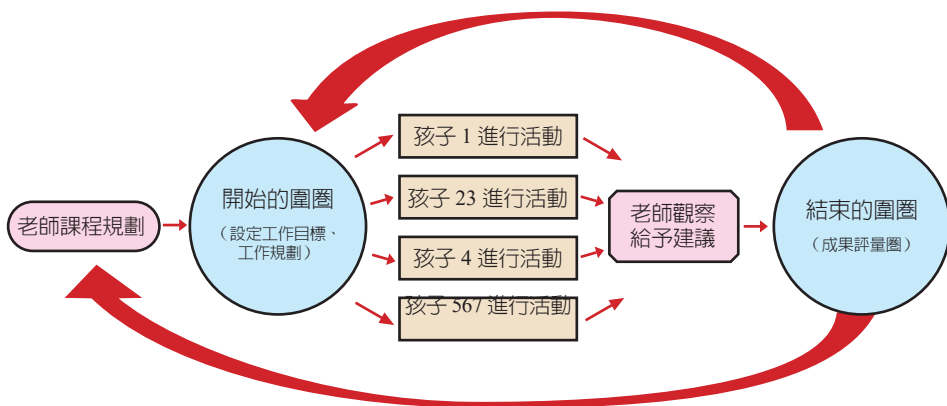 老師課程規劃
開始的圍圈
（設定工作目標、
工作規劃）
孩子 1 進行活動
孩子 23 進行活動
孩子 4 進行活動
孩子 567 進行活動
老師觀察
給予建議
結束的圍圈
（成果評量圈）